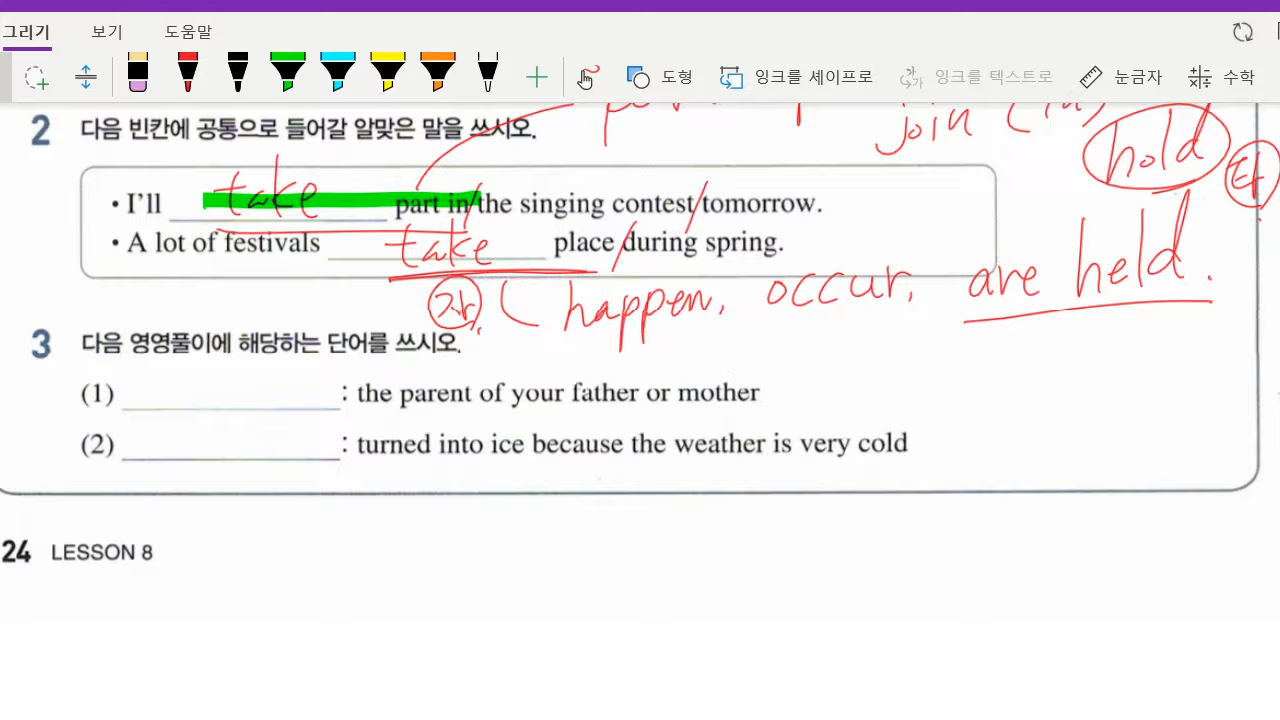 그리기 보기 도움말
도형 잉크를 셰이프로 잉크를 텍스트로 눈금자 수학
join
hold
타
2 다음 빈칸에 공통으로 들어갈 알맞은 말을 쓰시오.
• I'll take part in / the singing contest / tomorrow.
• A lot of festivals take place / during spring.
자. ( happen, occur, are held.
3 다음 영영풀이에 해당하는 단어를 쓰시오.
(1) : the parent of your father or mother
(2) : turned into ice because the weather is very cold
24 LESSON 8